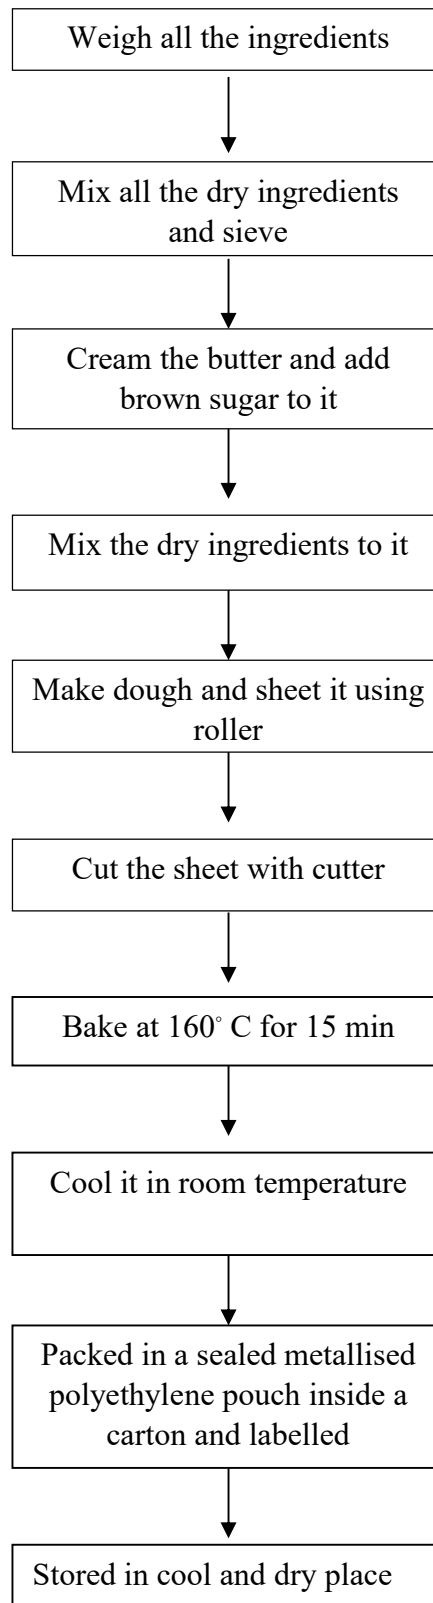 Weigh all the ingredients
Mix all the dry ingredients
and sieve
Cream the butter and add
brown sugar to it
Mix the dry ingredients to it
Make dough and sheet it using
roller
Cut the sheet with cutter
Bake at 160° C for 15 min
Cool it in room temperature
Packed in a sealed metallised
polyethylene pouch inside a
carton and labelled
Stored in cool and dry place